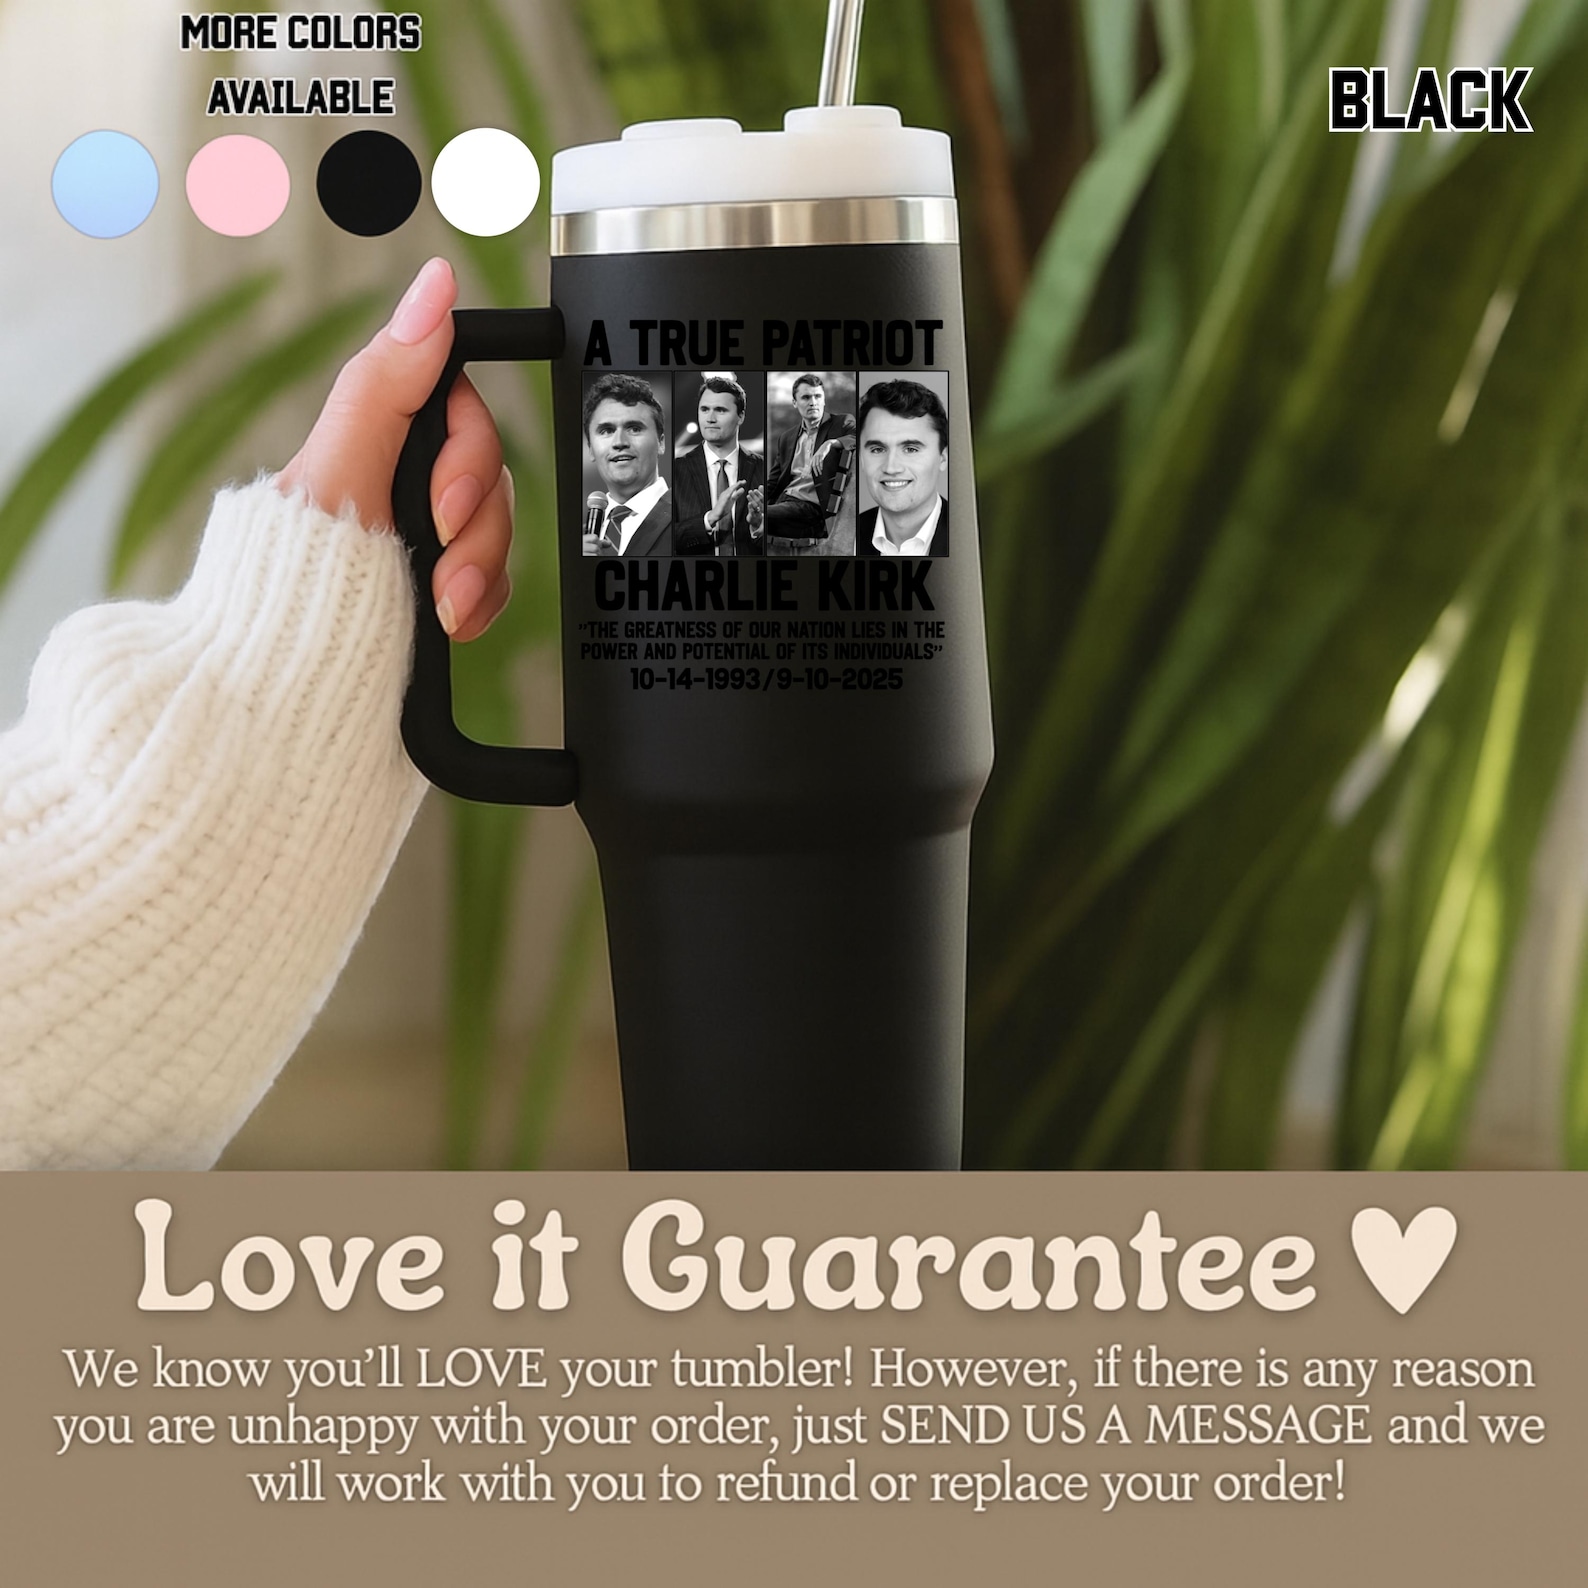 MORE COLORS
AVAILABLE
BLACK
A TRUE PATRIOT
CHARLIE KIRK
"THE GREATNESS OF OUR NATION LIES IN THE
POWER AND POTENTIAL OF ITS INDIVIDUALS"
10-14-1993/9-10-2025
Love it Guarantee
We know you'll LOVE your tumbler! However, if there is any reason
you are unhappy with your order, just SEND US A MESSAGE and we
will work with you to refund or replace your order!